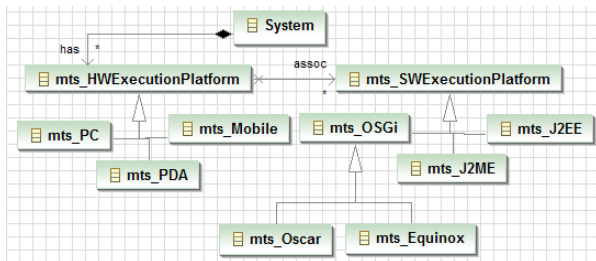 System
has
*
assoc
mts_HWExecutionPlatform
mts_SWExecutionPlatform
*
mts_PC
mts_Mobile
mts_OSGi
mts_J2EE
mts_PDA
mts_J2ME
mts_Oscar
mts_Equinox